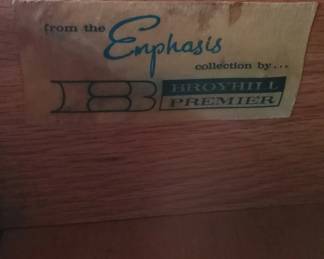 from the
Emphasis
collection by...
BROYHILL
PREMIER